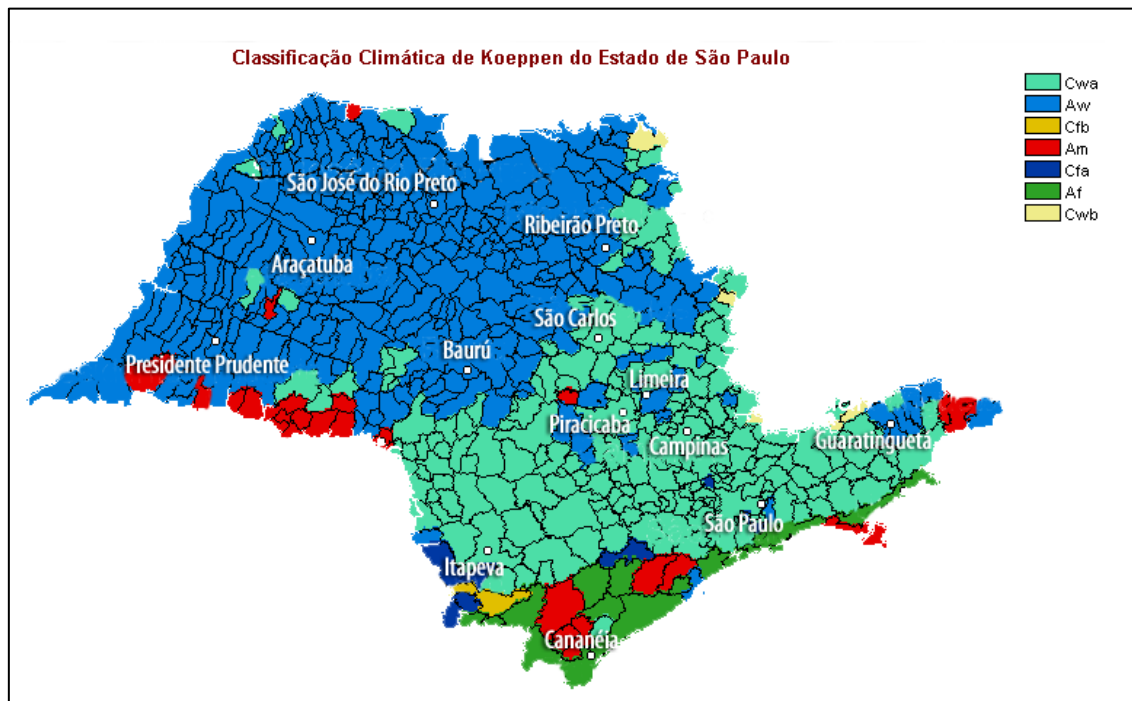 Classificação Climática de Koeppen do Estado de São Paulo
Cwa
Aw
Cfb
Am
Cfa
Af
Cwb
São José do Rio Preto
Ribeirão Preto
Araçatuba
São Carlos
Baurú
Presidente Prudente
Limeira
Piracicaba
Campinas
Guaratingueta
São Paulo
Itapeva
Cananéia